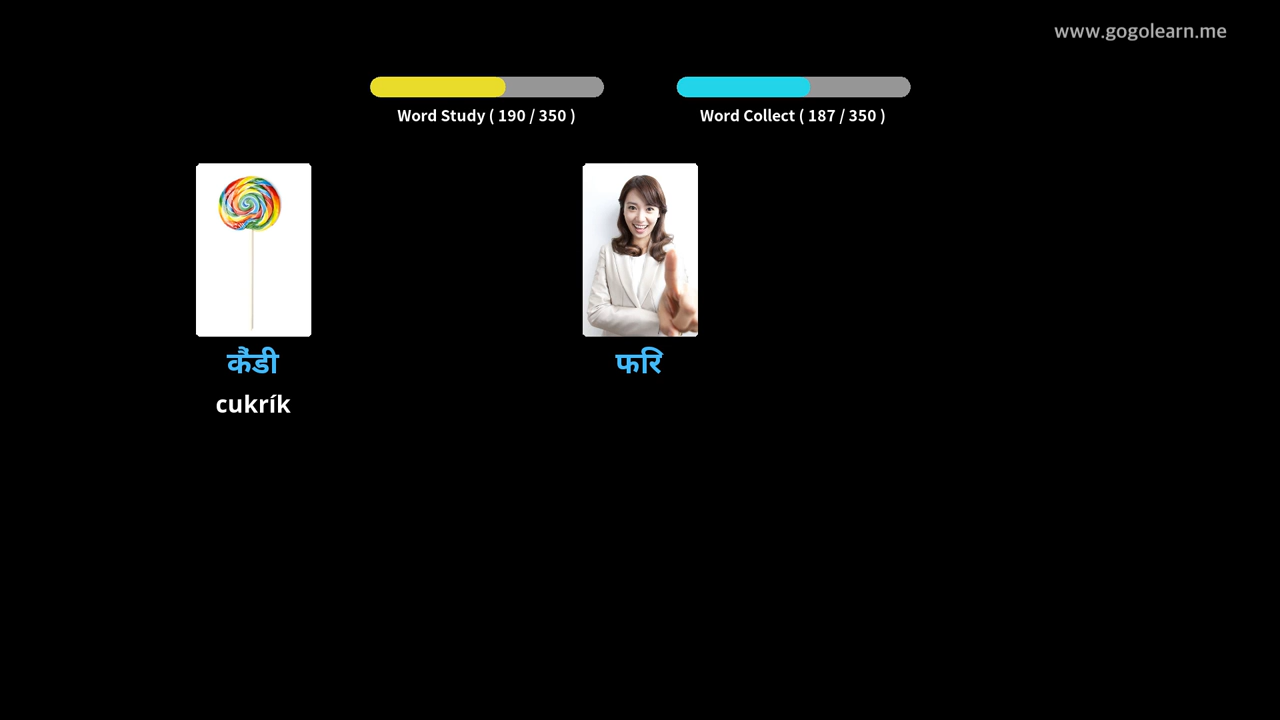 www.gogolearn.me
Word Study ( 190 / 350 )
Word Collect ( 187 / 350 )
कैंडी
फरि
cukrík